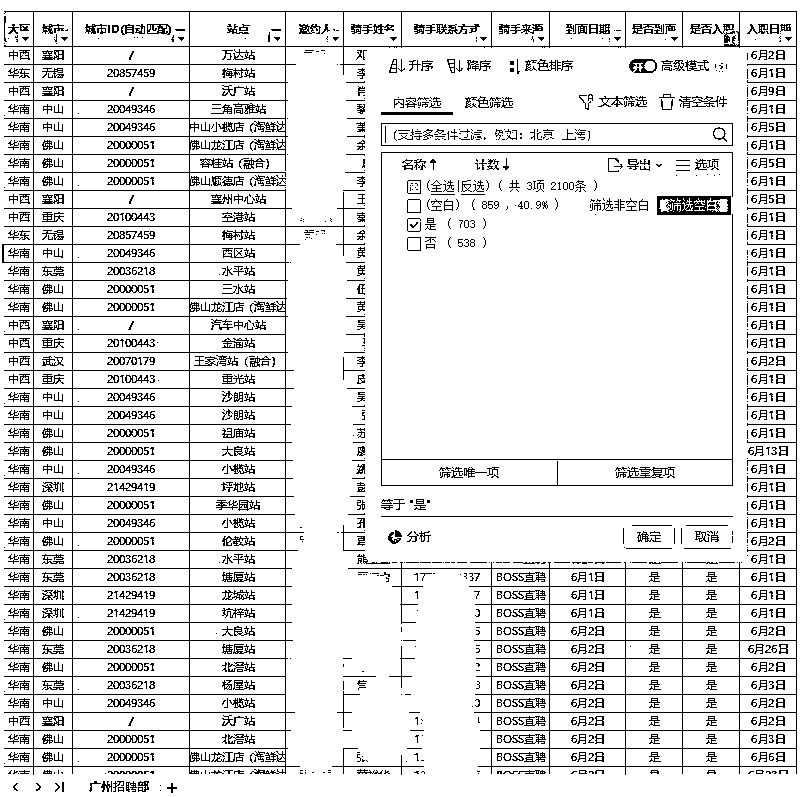 大区 城市 城市ID(自动匹配) 站点 邀约人 骑手姓名 骑手联系方式 骑手来源 到面日期 是否到面 是否入职 入职日期
中西 襄阳 / 万达站 6月2日
华东 无锡 20857459 梅村站 6月1日
中西 襄阳 / 沃广站 6月9日
华南 中山 20049346 三角高雅站 6月1日
华南 中山 20049346 中山小榄店（淘鲜达 6月5日
华南 佛山 20000051 佛山龙江店（淘鲜达 6月1日
华南 佛山 20000051 容桂站（融合） 6月5日
华南 佛山 20000051 佛山顺德店（淘鲜达 6月1日
中西 襄阳 / 襄州中心站 6月5日
中西 重庆 20100443 空港站 6月1日
华东 无锡 20857459 梅村站 6月1日
华南 中山 20049346 西区站 6月1日
华南 东莞 20036218 水平站 6月1日
华南 佛山 20000051 三水站 6月1日
华南 佛山 20000051 佛山龙江店（淘鲜达 6月1日
中西 襄阳 / 汽车中心站 6月1日
中西 重庆 20100443 金渝站 6月1日
中西 武汉 20070179 王家湾站（融合） 6月2日
中西 重庆 20100443 重光站 6月1日
华南 中山 20049346 沙朗站 6月1日
华南 中山 20049346 沙朗站 6月1日
华南 佛山 20000051 祖庙站 6月1日
华南 佛山 20000051 大良站 6月13日
华南 中山 20049346 小榄站 6月1日
华南 深圳 21429419 坪地站 6月1日
华南 佛山 20000051 季华园站 6月1日
华南 中山 20049346 小榄站 6月1日
华南 佛山 20000051 伦教站 6月2日
华南 东莞 20036218 水平站 6月1日
华南 东莞 20036218 塘厦站 BOSS直聘 6月1日 是 是 6月1日
华南 深圳 21429419 龙城站 BOSS直聘 6月1日 是 是 6月1日
华南 深圳 21429419 坑梓站 BOSS直聘 6月1日 是 是 6月1日
华南 佛山 20000051 大良站 BOSS直聘 6月2日 是 是 6月2日
华南 东莞 20036218 塘厦站 BOSS直聘 6月2日 是 是 6月26日
华南 佛山 20000051 北滘站 BOSS直聘 6月2日 是 是 6月2日
华南 东莞 20036218 杨屋站 BOSS直聘 6月2日 是 是 6月3日
华南 中山 20049346 小榄站 BOSS直聘 6月2日 是 是 6月2日
中西 襄阳 / 沃广站 BOSS直聘 6月2日 是 是 6月2日
华南 佛山 20000051 北滘站 BOSS直聘 6月2日 是 是 6月3日
华南 佛山 20000051 佛山龙江店（淘鲜达 BOSS直聘 6月2日 是 是 6月6日
升序 降序 颜色排序 高级模式
内容筛选 颜色筛选 文本筛选 清空条件
(支持多条件过滤，例如：北京 上海)
名称 计数 导出 选项
(全选|反选)（共 3项 2100条）
(空白)（859，40.9%） 筛选非空白 筛选空白
是（703）
否（538）
筛选唯一项 筛选重复项
等于 "是"
分析 确定 取消
广州招聘部 +